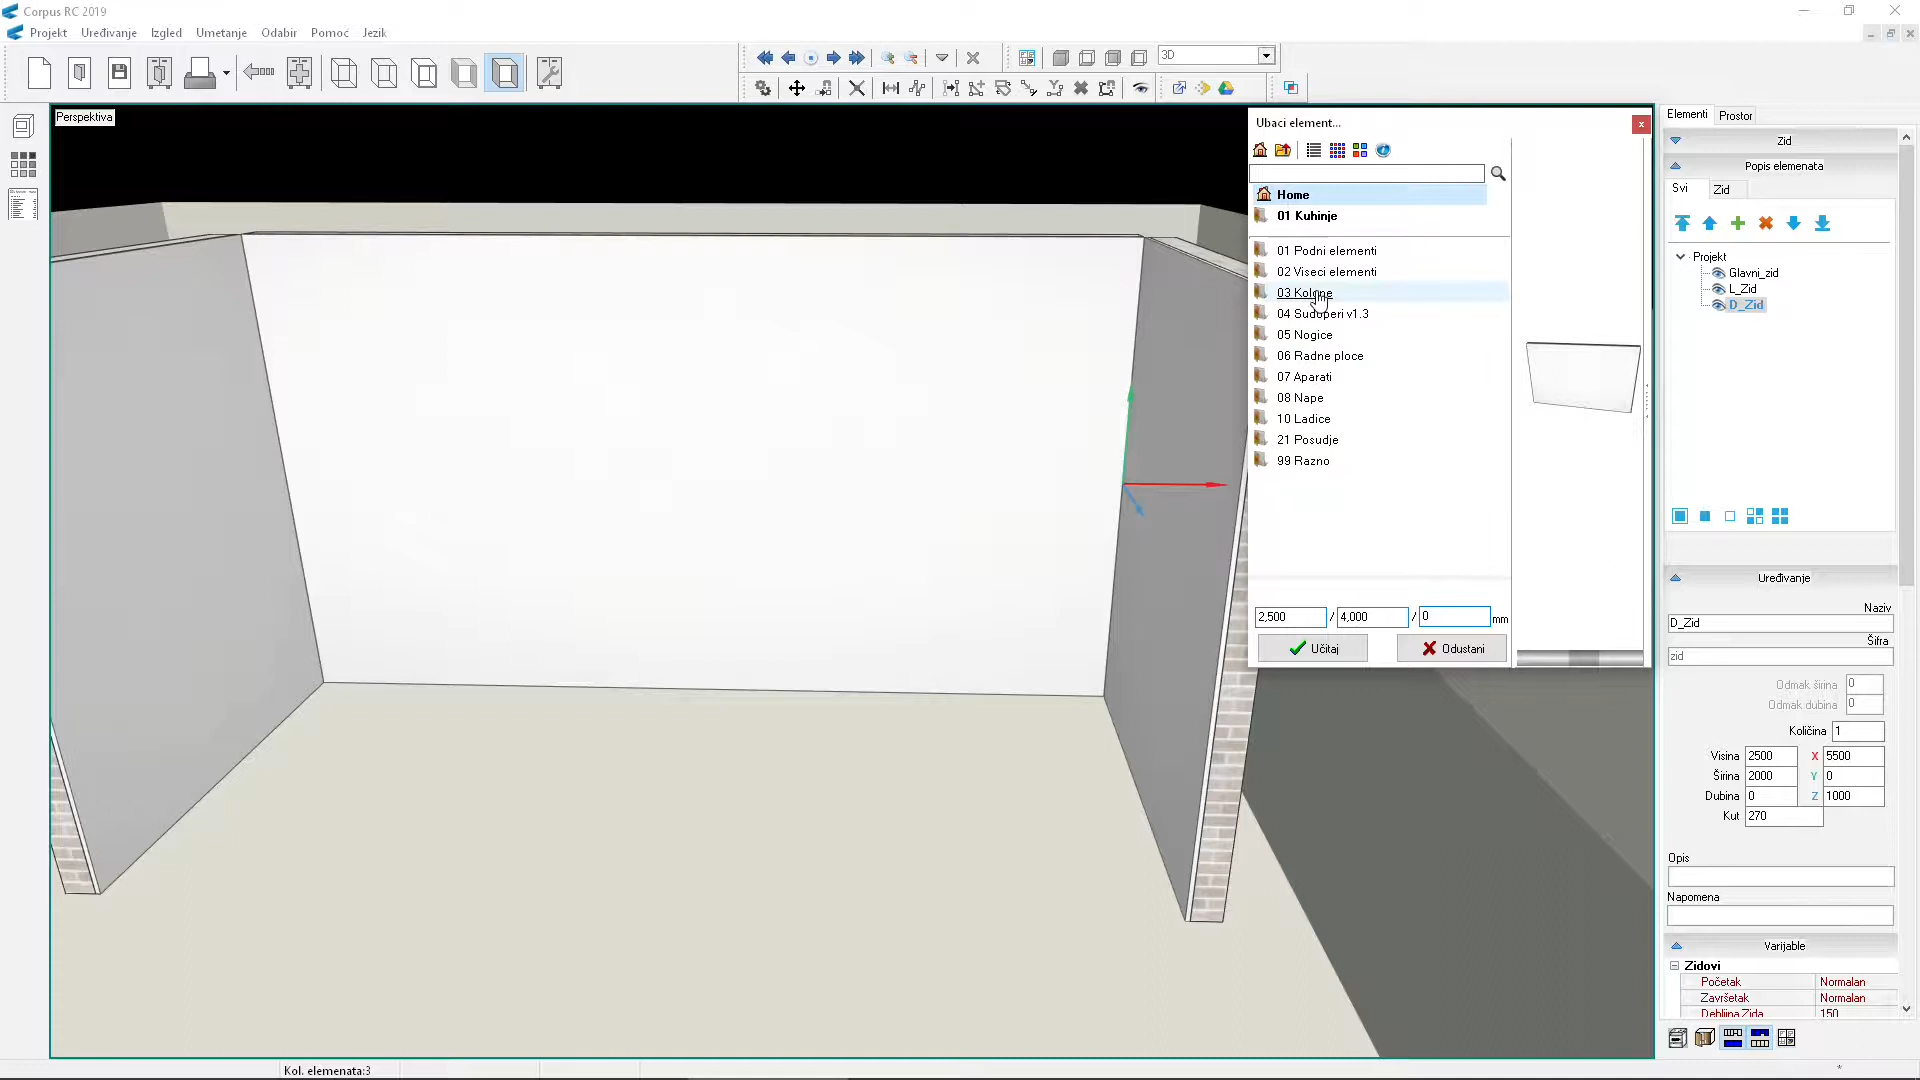 Corpus RC 2019
Projekt Uređivanje Izgled Umetanje Odabir Pomoć Jezik
3D
Perspektiva
Ubaci element...
Home
01 Kuhinje
01 Podni elementi
02 Viseci elementi
03 Kolone
04 Sudoperi v1.3
05 Nogice
06 Radne ploce
07 Aparati
08 Nape
10 Ladice
21 Posudje
99 Razno
2,500 / 4,000 / 0 mm
Učitaj Odustani
Elementi Prostor
Zid
Popis elemenata
Svi Zid
Projekt
Glavni_zid
L_Zid
D_Zid
Uređivanje
Naziv
D_Zid
Šifra
zid
Odmak širina 0
Odmak dubina 0
Količina 1
Visina 2500 X 5500
Širina 2000 Y 0
Dubina 0 Z 1000
Kut 270
Opis
Napomena
Varijable
Zidovi
Početak Normalan
Završetak Normalan
Debljina Zida 150
Kol. elemenata:3
*